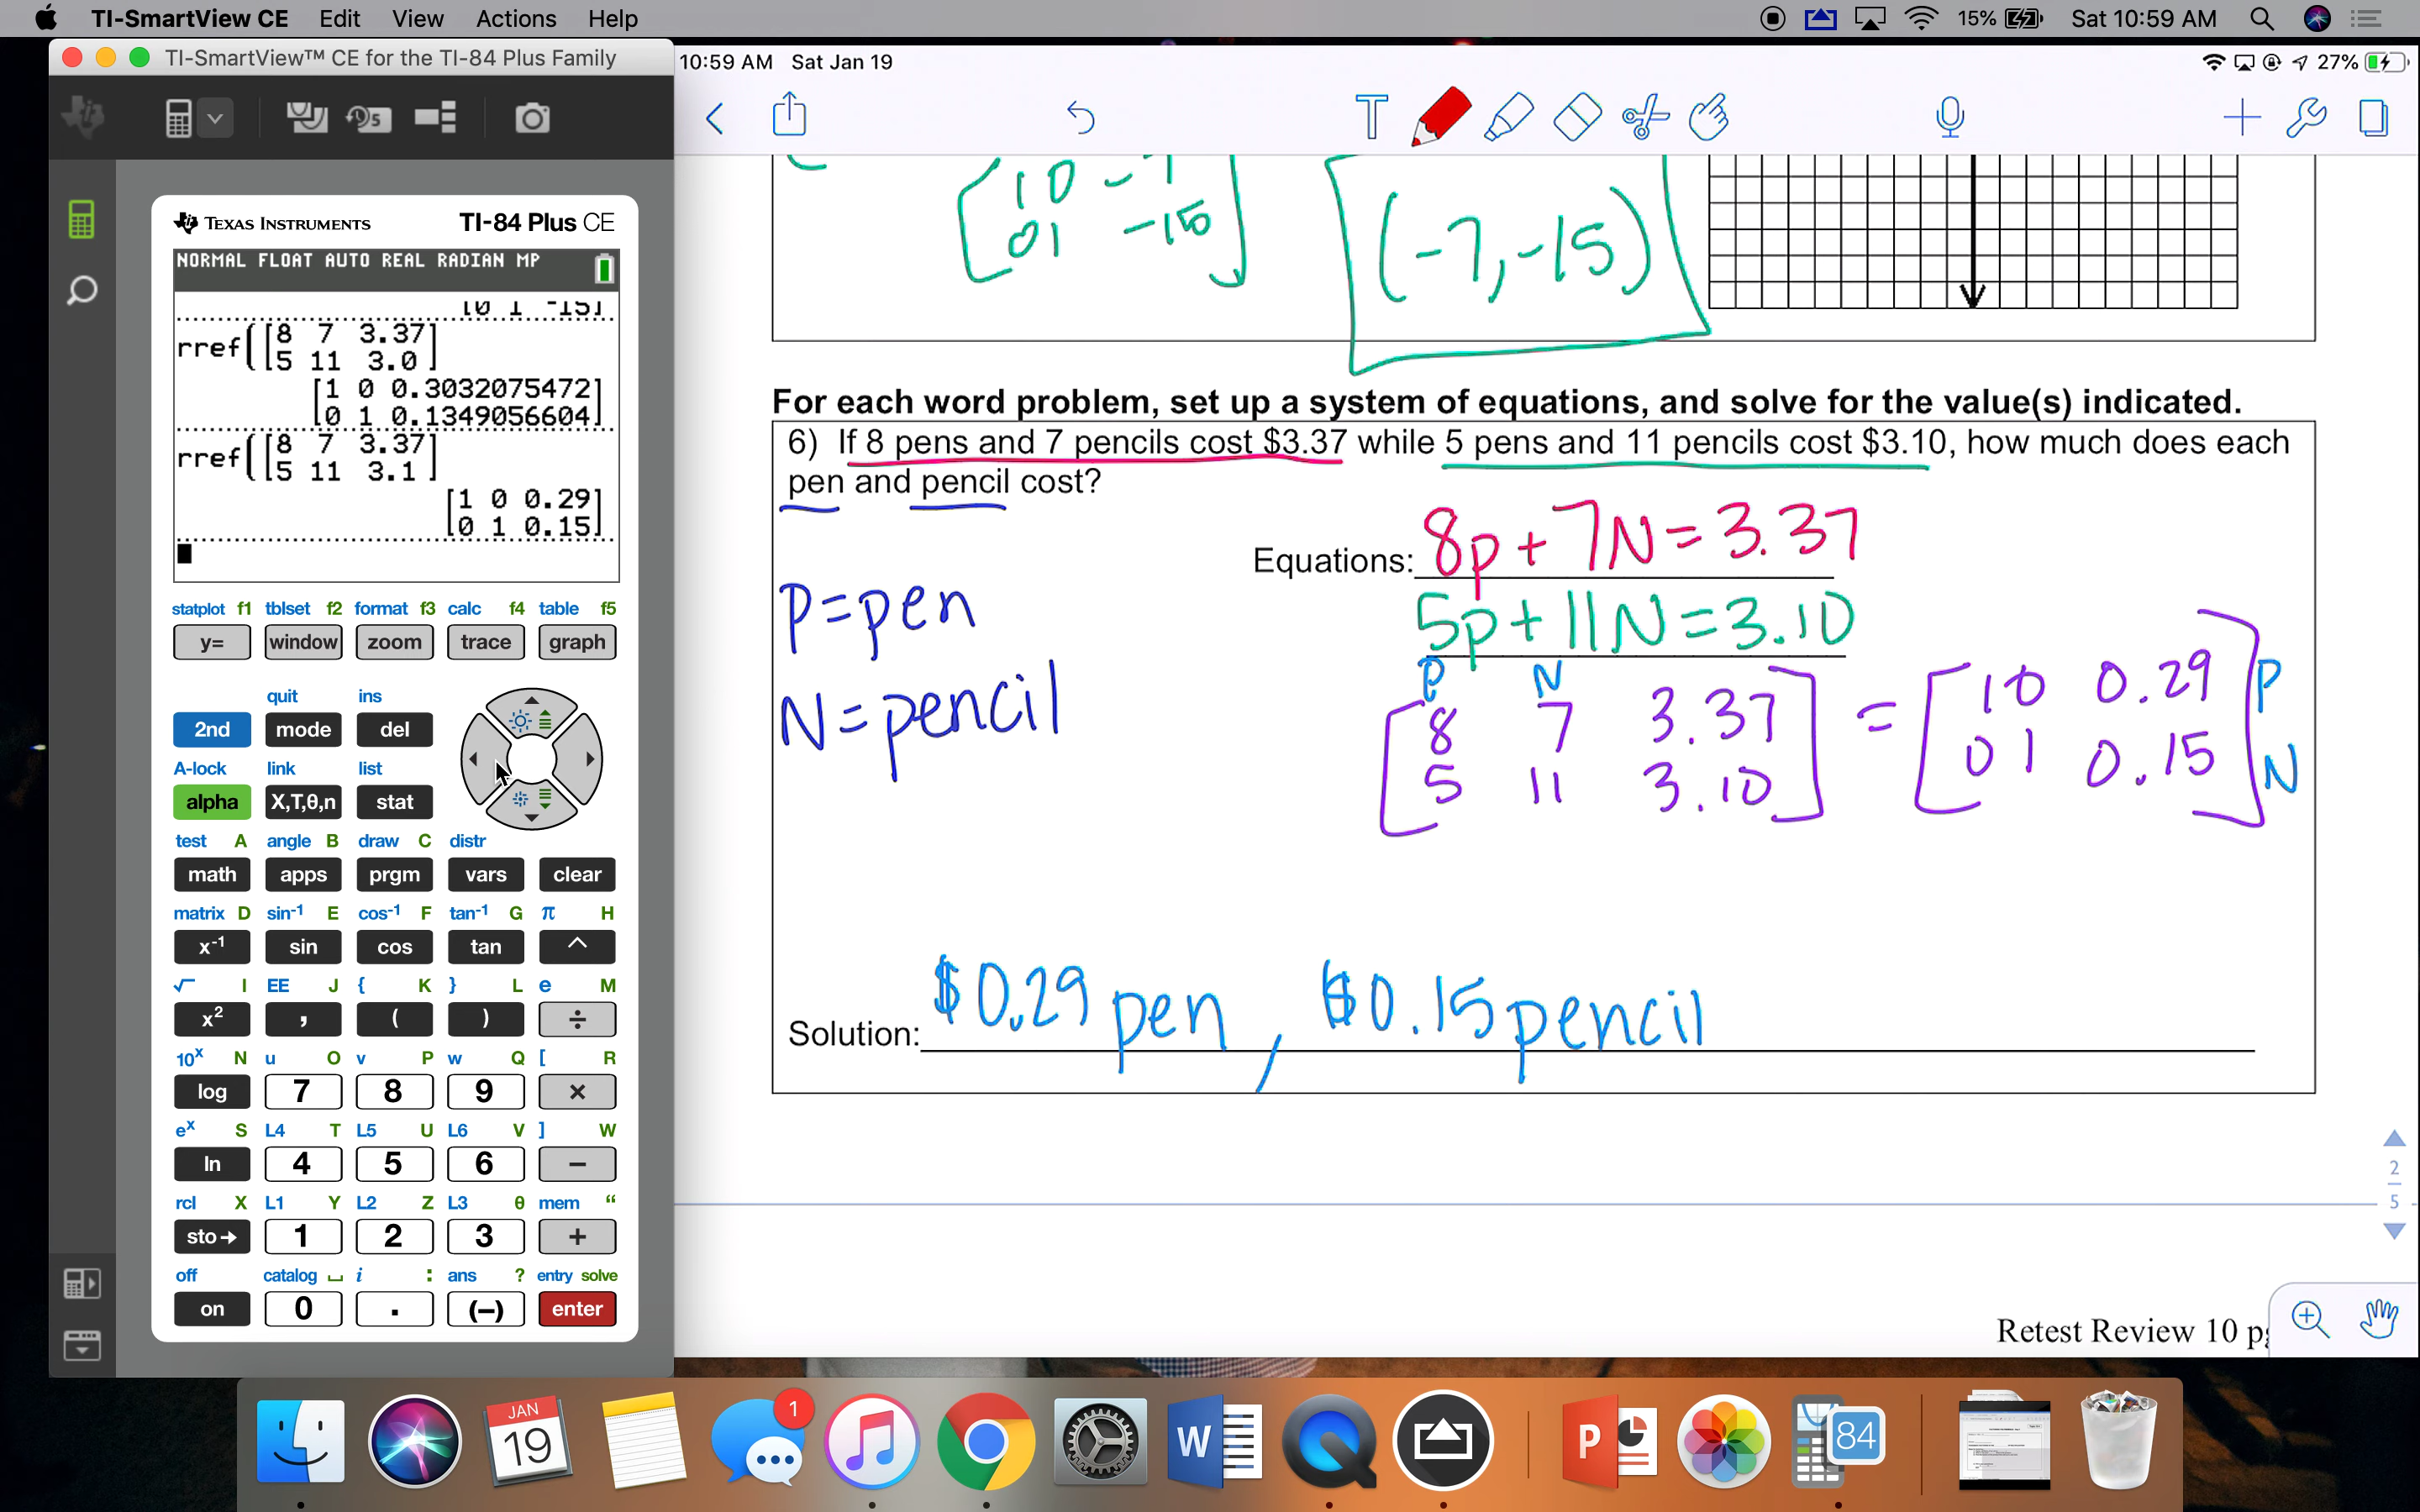 TI-SmartView CE Edit View Actions Help 15% Sat 10:59 AM
TI-SmartView™ CE for the TI-84 Plus Family
10:59 AM Sat Jan 19 27%
TEXAS INSTRUMENTS TI-84 Plus CE
NORMAL FLOAT AUTO REAL RADIAN MP
[0 1 -15]
rref([8 7 3.37]
[5 11 3.0]
[1 0 0.3032075472]
[0 1 0.1349056604]
rref([8 7 3.37]
[5 11 3.1]
[1 0 0.29]
[0 1 0.15]
statplot f1 tblset f2 format f3 calc f4 table f5
y= window zoom trace graph
quit ins
2nd mode del
A-lock link list
alpha X,T,θ,n stat
test A angle B draw C distr
math apps prgm vars clear
matrix D sin⁻¹ E cos⁻¹ F tan⁻¹ G π H
x⁻¹ sin cos tan ^
√ I EE J { K } L e M
x² , ( ) ÷
10ˣ N u O v P w Q [ R
log 7 8 9 ×
eˣ S L4 T L5 U L6 V ] W
ln 4 5 6 −
rcl X L1 Y L2 Z L3 θ mem “
sto→ 1 2 3 +
off catalog ⎵ i : ans ? entry solve
on 0 . (−) enter
[1 0 -7
01 -15]
(-7,-15)
For each word problem, set up a system of equations, and solve for the value(s) indicated.
6) If 8 pens and 7 pencils cost $3.37 while 5 pens and 11 pencils cost $3.10, how much does each
pen and pencil cost?
Equations: 8p+7N=3.37
5p+11N=3.10
P=pen
N=pencil
P N
[8 7 3.37] = [1 0 0.29] P
[5 11 3.10] [0 1 0.15] N
Solution: $0.29 pen, $0.15 pencil
2
5
Retest Review 10
JAN
19
1
W
P
84